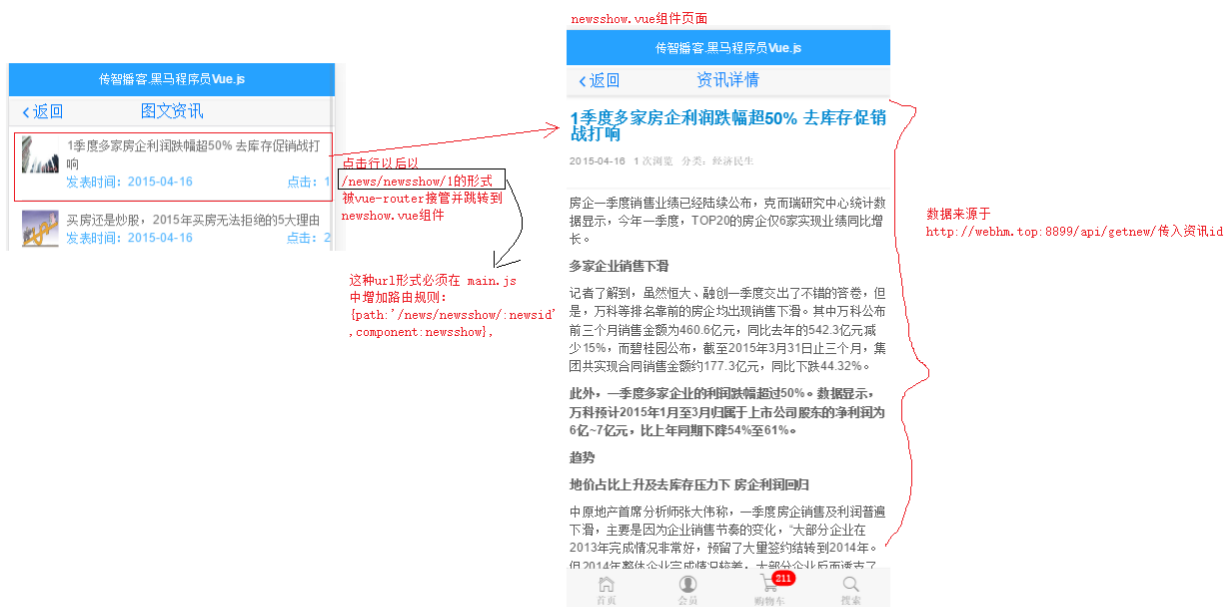 newsshow.vue组件页面
传智播客.黑马程序员Vue.js
返回
图文资讯
1季度多家房企利润跌幅超50% 去库存促销战打
响
发表时间：2015-04-16
点击：1
买房还是炒股，2015年买房无法拒绝的5大理由
发表时间：2015-04-16
点击：2
点击行以后以
/news/newsshow/1的形式
被vue-router接管并跳转到
newshow.vue组件
这种url形式必须在 main.js
中增加路由规则：
{path:'/news/newsshow/:newsid'
,component:newsshow},
传智播客.黑马程序员Vue.js
返回
资讯详情
1季度多家房企利润跌幅超50% 去库存促销
战打响
2015-04-16 1次浏览 分类：经济民生
房企一季度销售业绩已经陆续公布，克而瑞研究中心统计数
据显示，今年一季度，TOP20的房企仅6家实现业绩同比增
长。
多家企业销售下滑
记者了解到，虽然恒大、融创一季度交出了不错的答卷，但
是，万科等排名靠前的房企均出现销售下滑。其中万科公布
前三个月销售金额为460.6亿元，同比去年的542.3亿元减
少15%，而碧桂园公布，截至2015年3月31日止三个月，集
团共实现合同销售金额约177.3亿元，同比下跌44.32%。
此外，一季度多家企业的利润跌幅超过50%。数据显示，
万科预计2015年1月至3月归属于上市公司股东的净利润为
6亿~7亿元，比上年同期下降54%至61%。
趋势
地价占比上升及去库存压力下 房企利润回归
中原地产首席分析师张大伟称，一季度房企销售及利润普遍
下滑，主要是因为企业销售节奏的变化，“大部分企业在
2013年完成情况非常好，预留了大量签约结转到2014年。
但2014年整体企业完成情况较差，大部分企业后面透支了
首页
会员
211
购物车
搜索
数据来源于
http://webhm.top:8899/api/getnew/传入资讯id